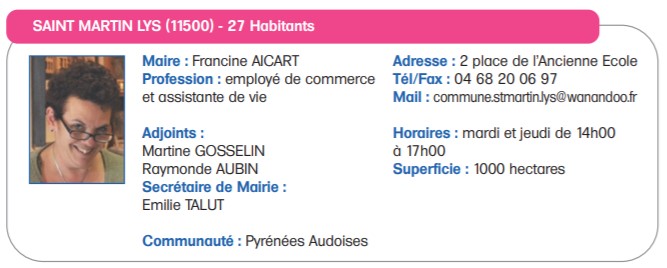 SAINT MARTIN LYS (11500) - 27 Habitants
Maire : Francine AICART
Profession : employé de commerce
et assistante de vie
Adjoints :
Martine GOSSELIN
Raymonde AUBIN
Secrétaire de Mairie :
Emilie TALUT
Communauté : Pyrénées Audoises
Adresse : 2 place de l'Ancienne Ecole
Tél/Fax : 04 68 20 06 97
Mail : commune.stmartin.lys@wanandoo.fr
Horaires : mardi et jeudi de 14h00
à 17h00
Superficie : 1000 hectares